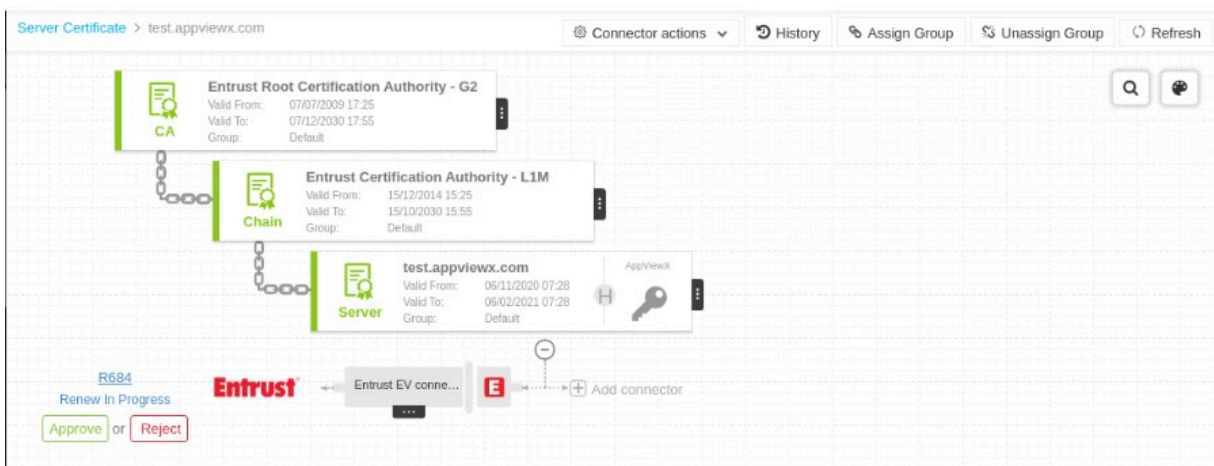 Server Certificate > test.appviewx.com
Connector actions
History
Assign Group
Unassign Group
Refresh
Entrust Root Certification Authority - G2
Valid From: 07/07/2009 17:25
Valid To: 07/12/2030 17:55
Group: Default
CA
Entrust Certification Authority - L1M
Valid From: 15/12/2014 15:25
Valid To: 15/10/2030 15:55
Group: Default
Chain
test.appviewx.com
Valid From: 06/11/2020 07:28
Valid To: 06/02/2021 07:28
Group: Default
Server
H
AppViewX
R684
Renew In Progress
Approve or Reject
Entrust
Entrust EV conne...
E
Add connector